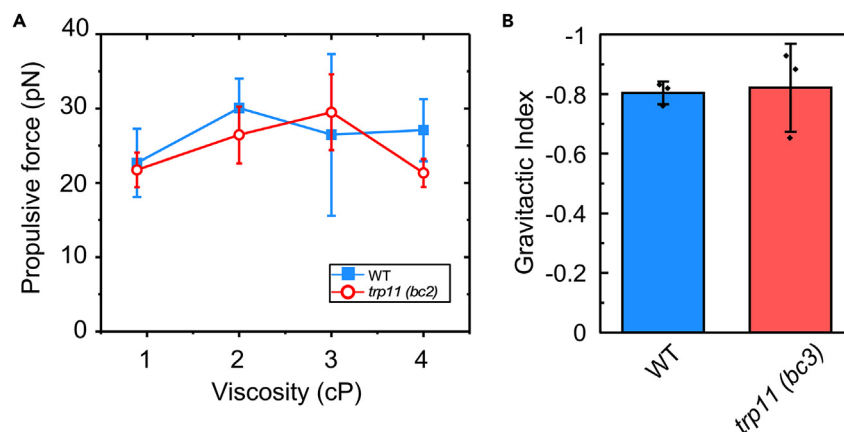 A
Propulsive force (pN)
40
30
20
10
0
1 2 3 4
Viscosity (cP)
WT
trp11 (bc2)
B
Gravitactic Index
-1
-0.8
-0.6
-0.4
-0.2
0
WT
trp11 (bc3)